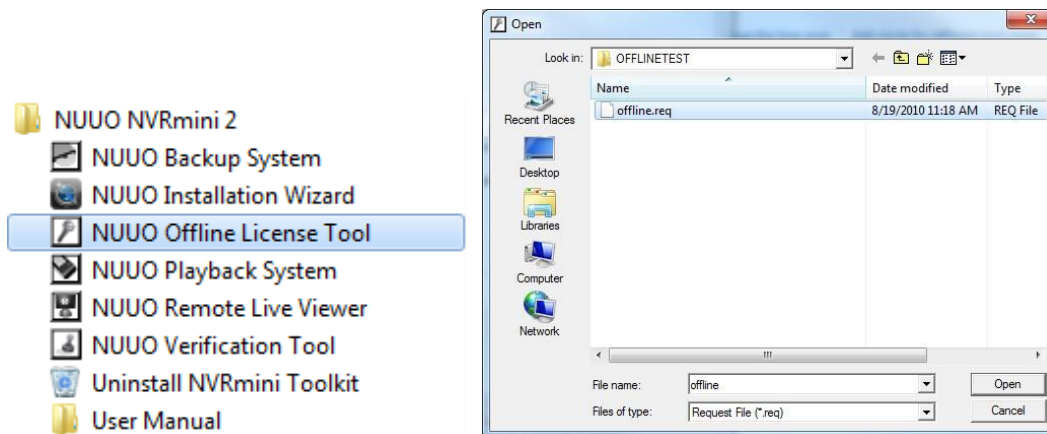 NUUO NVRmini 2
NUUO Backup System
NUUO Installation Wizard
NUUO Offline License Tool
NUUO Playback System
NUUO Remote Live Viewer
NUUO Verification Tool
Uninstall NVRmini Toolkit
User Manual
Open
Look in: OFFLINETEST
Name Date modified Type
offline.req 8/19/2010 11:18 AM REQ File
Recent Places
Desktop
Libraries
Computer
Network
File name: offline Open
Files of type: Request File (*.req) Cancel